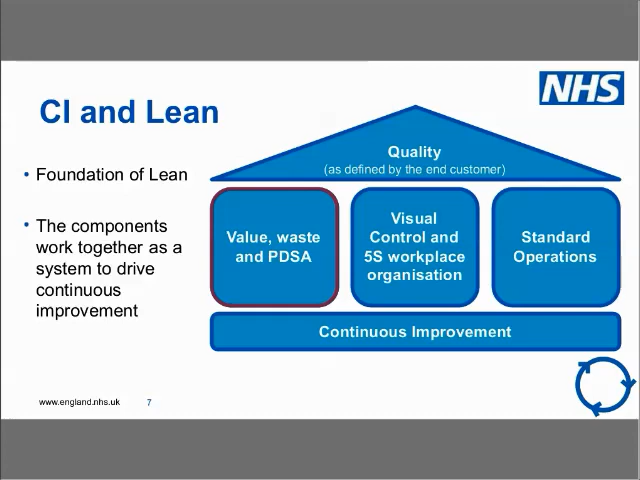 NHS
CI and Lean
• Foundation of Lean
• The components
work together as a
system to drive
continuous
improvement
Quality
(as defined by the end customer)
Value, waste
and PDSA
Visual
Control and
5S workplace
organisation
Standard
Operations
Continuous Improvement
www.england.nhs.uk 7